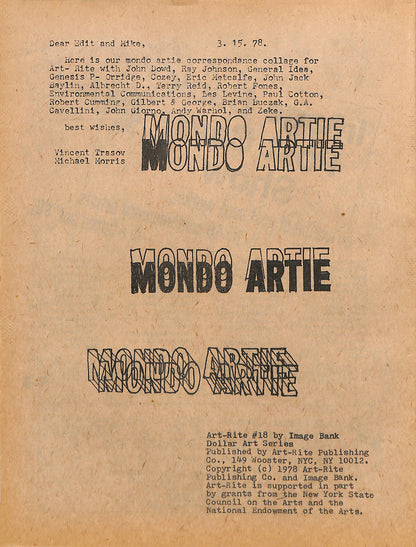 Dear Edit and Mike, 3. 15. 78.
Here is our mondo artie correspondance collage for
Art- Rite with John Dowd, Ray Johnson, General Idea,
Genesis P- Orridge, Cozey, Eric Metcalfe, John Jack
Baylin, Albrecht D., Terry Reid, Robert Fones,
Environmental Communications, Les Levine, Paul Cotton,
Robert Cumming, Gilbert & George, Brian Buczak, G.A.
Cavellini, John Giorno, Andy Warhol, and Zeke.
best wishes,
Vincent Trasov
Michael Morris
MONDO ARTIE
MONDO ARTIE
MONDO ARTIE
MONDO ARTIE
MONDO ARTIE
MONDO ARTIE
Art-Rite #18 by Image Bank
Dollar Art Series
Published by Art-Rite Publishing
Co., 149 Wooster, NYC, NY 10012.
Copyright (c) 1978 Art-Rite
Publishing Co. and Image Bank.
Art-Rite is supported in part
by grants from the New York State
Council on the Arts and the
National Endowment of the Arts.